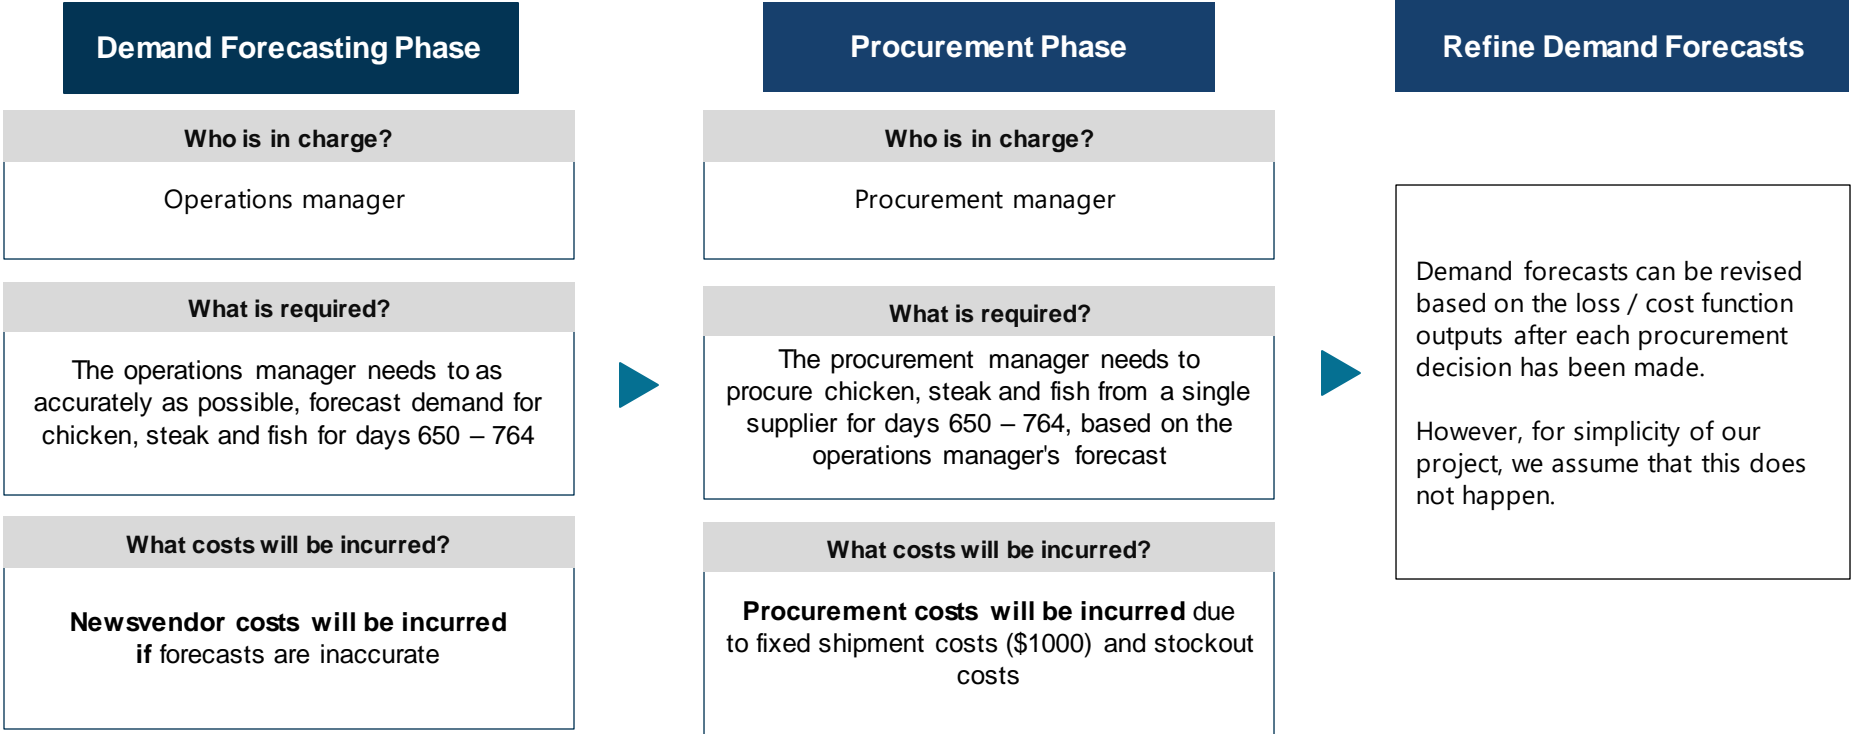 Demand Forecasting Phase
Who is in charge?
Operations manager
What is required?
The operations manager needs to as
accurately as possible, forecast demand for
chicken, steak and fish for days 650 – 764
What costs will be incurred?
Newsvendor costs will be incurred
if forecasts are inaccurate
Procurement Phase
Who is in charge?
Procurement manager
What is required?
The procurement manager needs to
procure chicken, steak and fish from a single
supplier for days 650 – 764, based on the
operations manager's forecast
What costs will be incurred?
Procurement costs will be incurred due
to fixed shipment costs ($1000) and stockout
costs
Refine Demand Forecasts
Demand forecasts can be revised
based on the loss / cost function
outputs after each procurement
decision has been made.
However, for simplicity of our
project, we assume that this does
not happen.